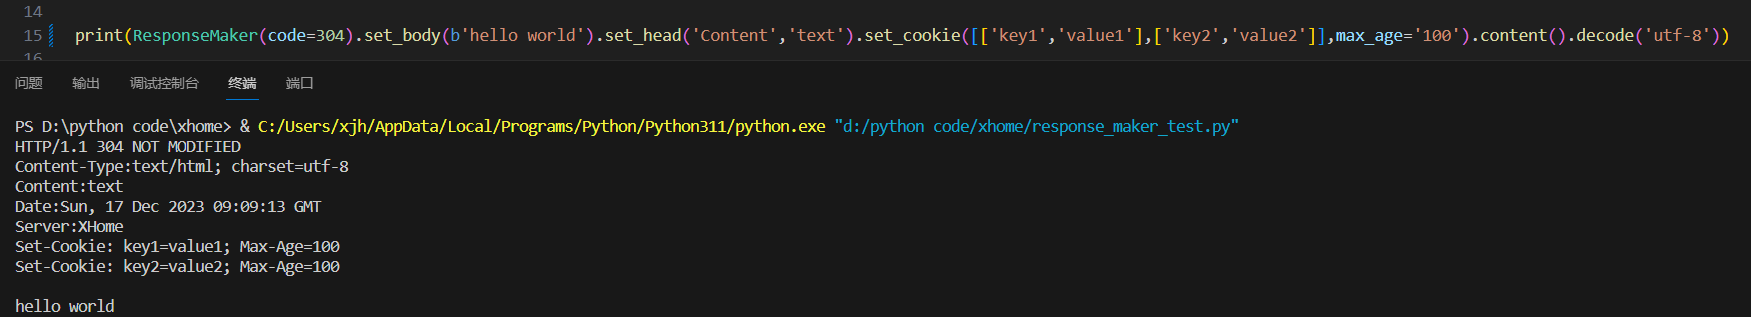 14
15 print(ResponseMaker(code=304).set_body(b'hello world').set_head('Content','text').set_cookie([['key1','value1'],['key2','value2']],max_age='100').content().decode('utf-8'))
16
问题 输出 调试控制台 终端 端口
PS D:\python code\xhome> & C:/Users/xjh/AppData/Local/Programs/Python/Python311/python.exe "d:/python code/xhome/response_maker_test.py"
HTTP/1.1 304 NOT MODIFIED
Content-Type:text/html; charset=utf-8
Content:text
Date:Sun, 17 Dec 2023 09:09:13 GMT
Server:XHome
Set-Cookie: key1=value1; Max-Age=100
Set-Cookie: key2=value2; Max-Age=100
hello world